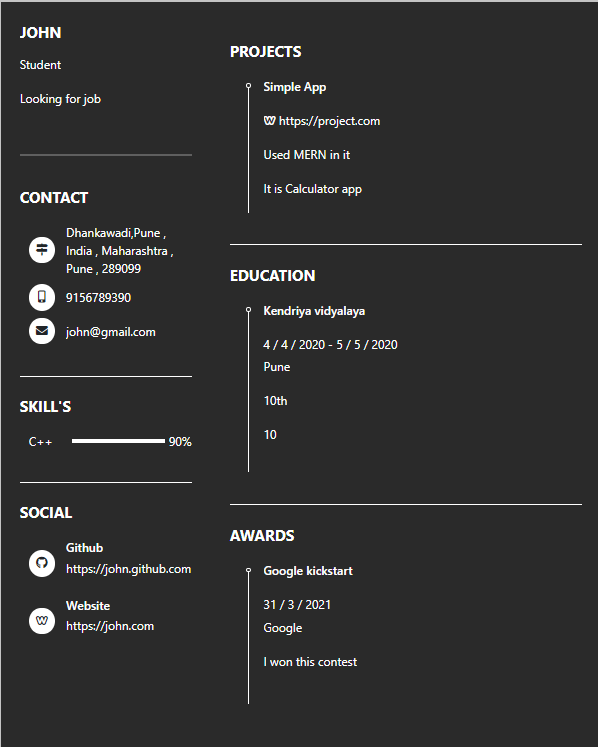 JOHN
Student
Looking for job
CONTACT
Dhankawadi,Pune ,
India , Maharashtra ,
Pune , 289099
9156789390
john@gmail.com
SKILL'S
C++ 90%
SOCIAL
Github
https://john.github.com
Website
https://john.com
PROJECTS
Simple App
https://project.com
Used MERN in it
It is Calculator app
EDUCATION
Kendriya vidyalaya
4 / 4 / 2020 - 5 / 5 / 2020
Pune
10th
10
AWARDS
Google kickstart
31 / 3 / 2021
Google
I won this contest